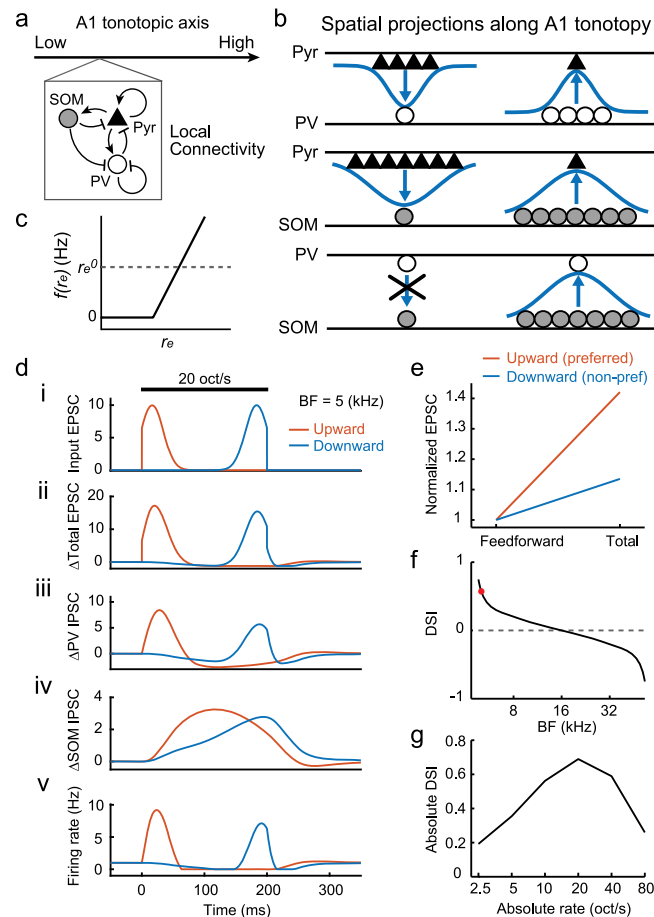 a
A1 tonotopic axis
Low
High
SOM
Pyr
PV
Local
Connectivity
b
Spatial projections along A1 tonotopy
Pyr
PV
Pyr
SOM
PV
SOM
c
f(re) (Hz)
re0
0
re
d
20 oct/s
i
BF = 5 (kHz)
Upward
Downward
Input EPSC
10
5
0
ii
ΔTotal EPSC
20
10
0
iii
ΔPV IPSC
10
5
0
iv
ΔSOM IPSC
4
2
0
v
Firing rate (Hz)
10
5
0
0
100
200
300
Time (ms)
e
Upward (preferred)
Downward (non-pref)
Normalized EPSC
1.4
1.3
1.2
1.1
1
Feedforward
Total
f
DSI
1
0
-1
8
16
32
BF (kHz)
g
Absolute DSI
0.8
0.6
0.4
0.2
0
2.5
5
10
20
40
80
Absolute rate (oct/s)